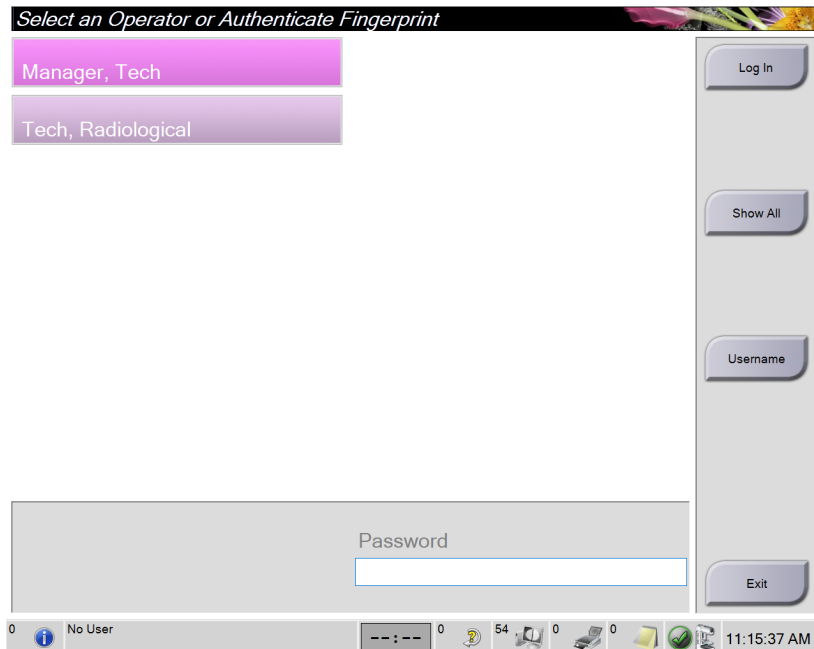 Select an Operator or Authenticate Fingerprint
Manager, Tech
Tech, Radiological
Log In
Show All
Username
Password
Exit
0 No User --:-- 0 54 0 0 11:15:37 AM